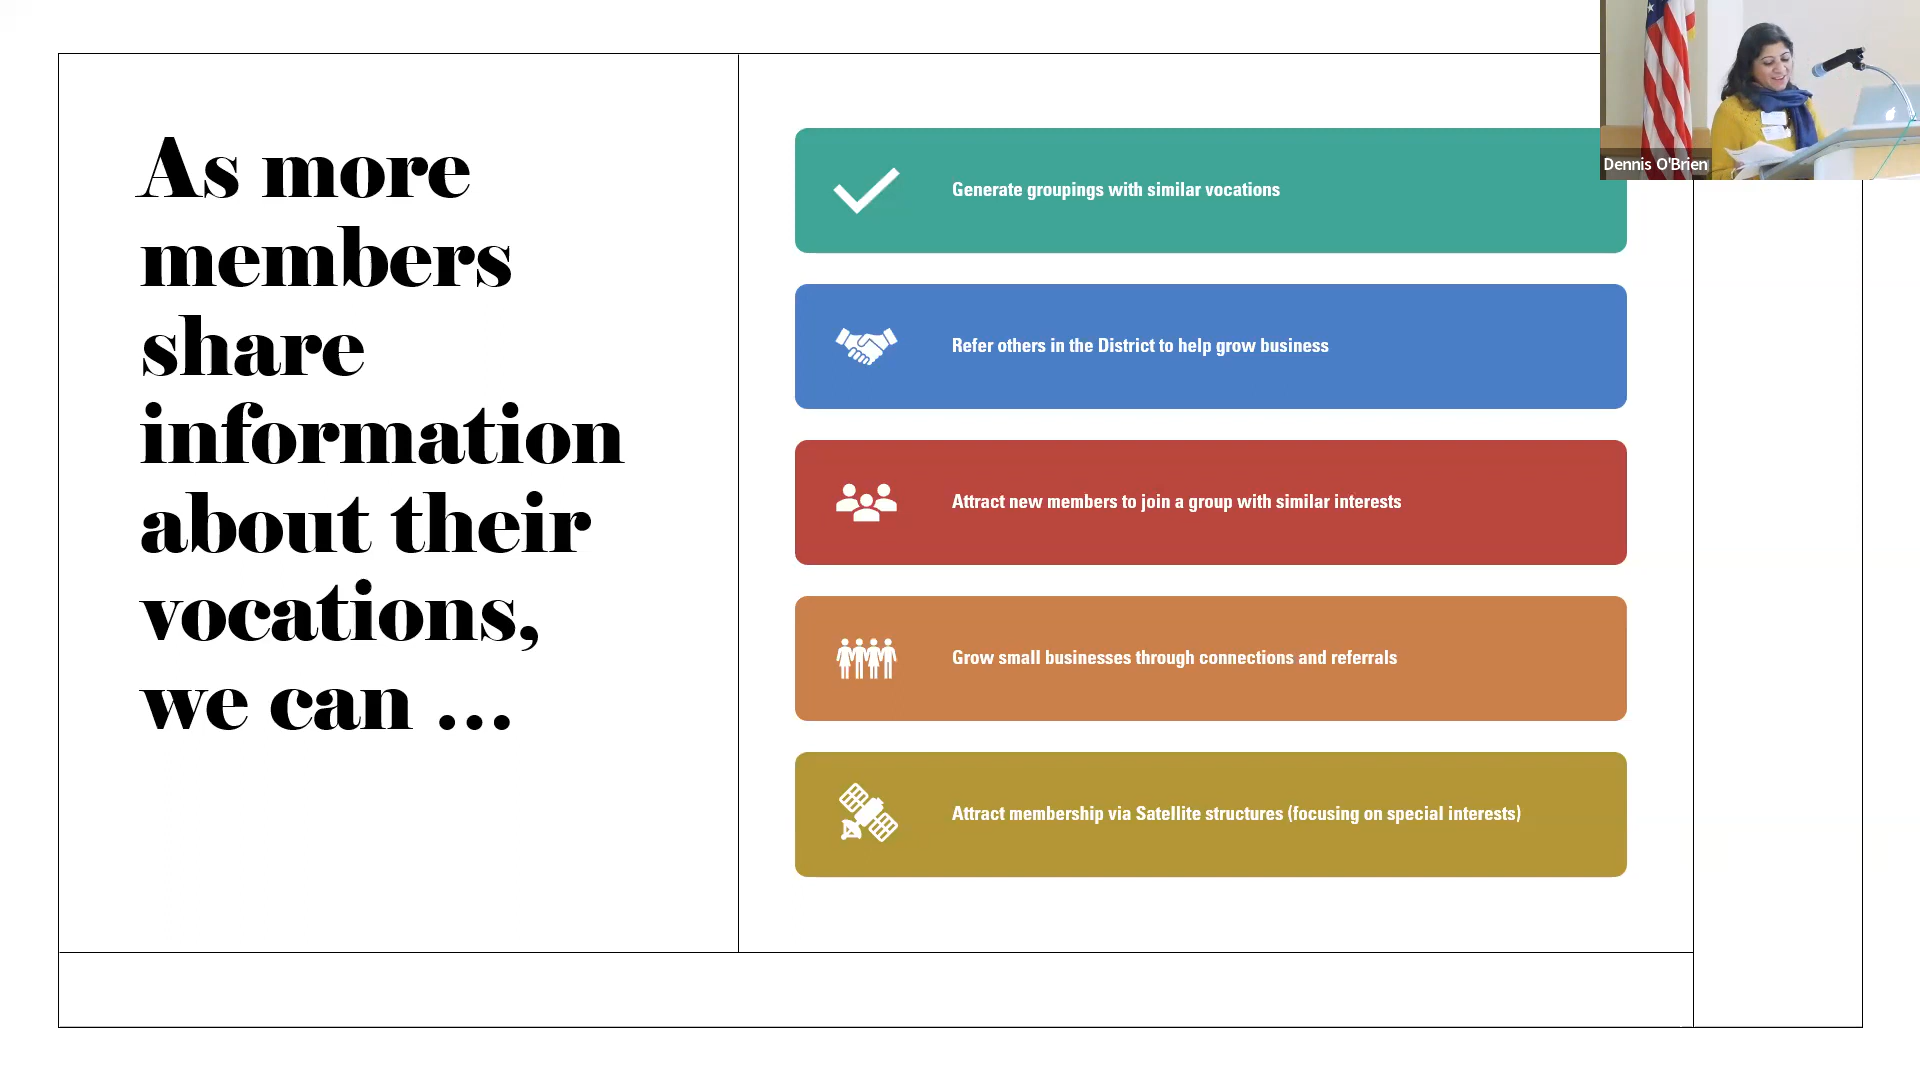 As more
members
share
information
about their
vocations,
we can ...
Generate groupings with similar vocations
Refer others in the District to help grow business
Attract new members to join a group with similar interests
Grow small businesses through connections and referrals
Attract membership via Satellite structures (focusing on special interests)
Dennis O'Brien